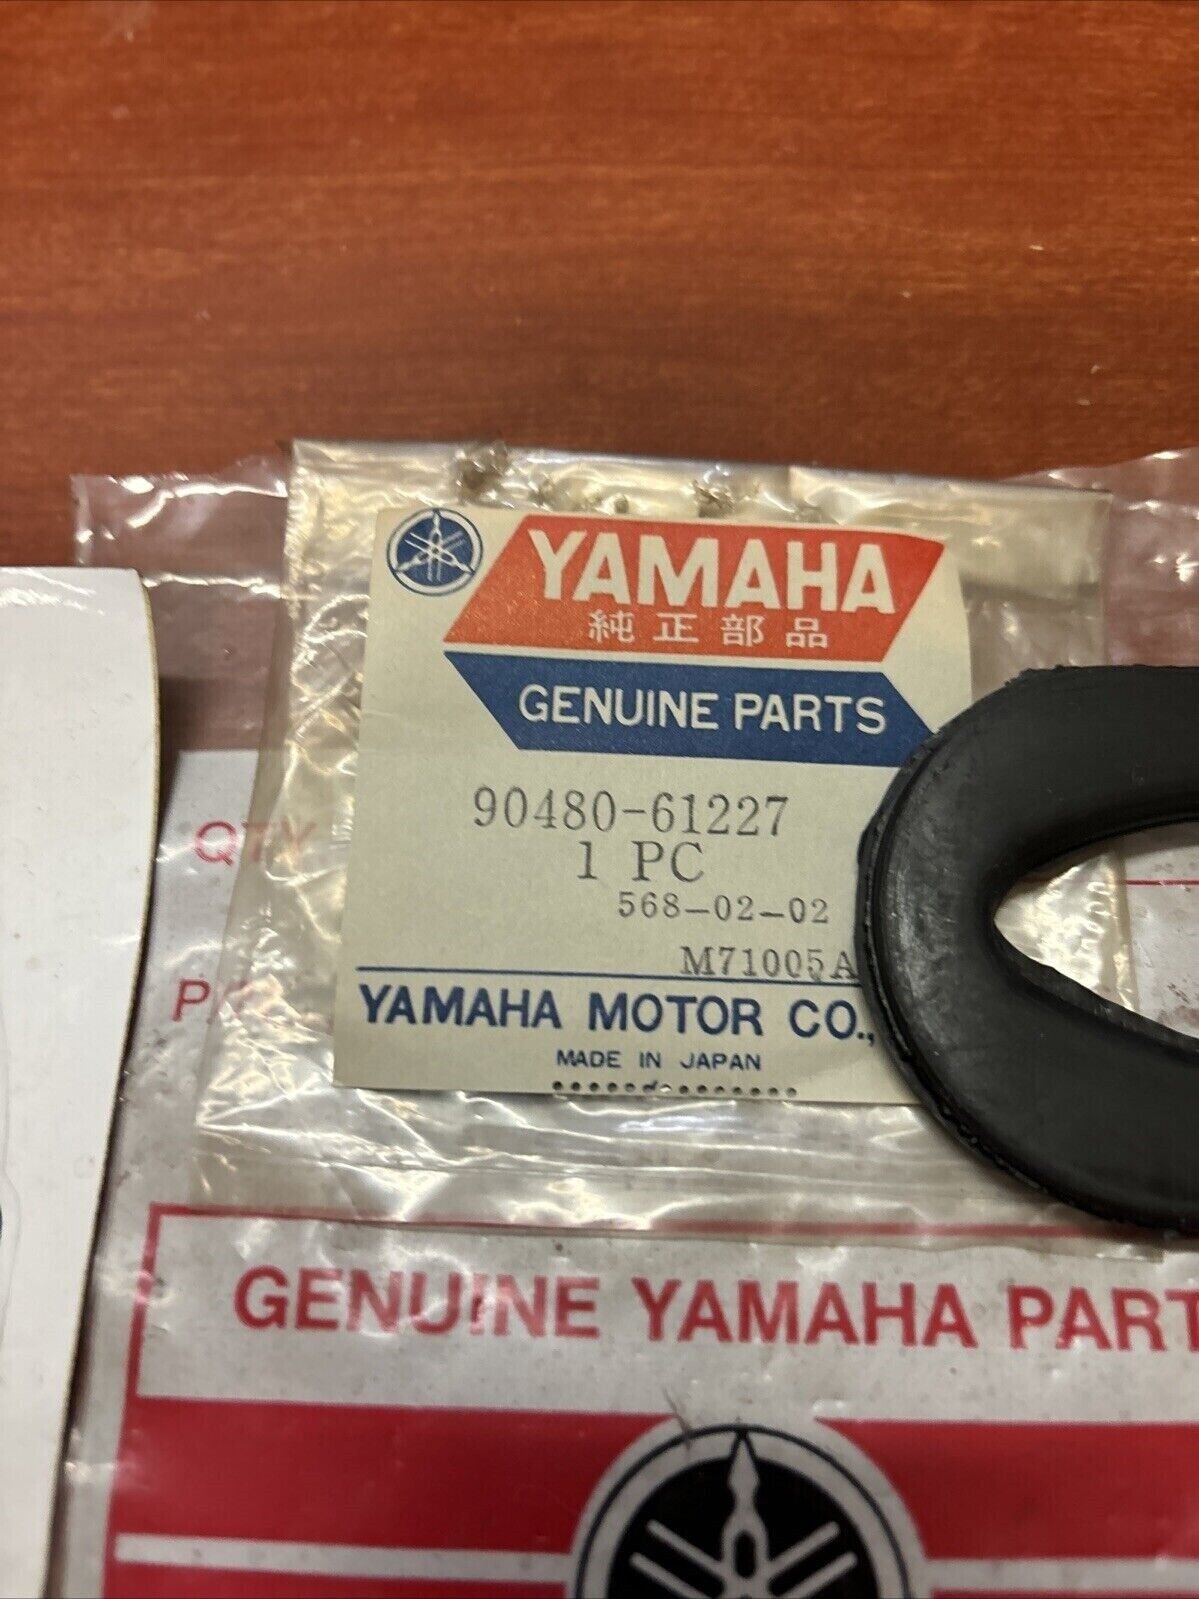 YAMAHA
純正部品
GENUINE PARTS
90480-61227
1 PC
568-02-02
M71005A
YAMAHA MOTOR CO.,
MADE IN JAPAN
QTY
P/
GENUINE YAMAHA PART